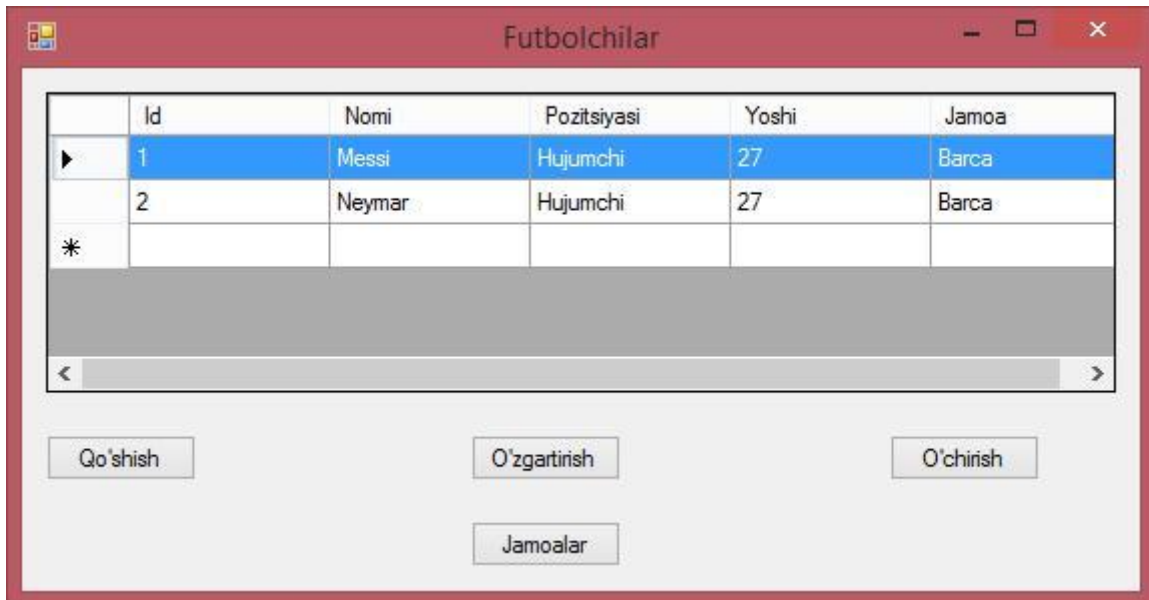 Futbolchilar
Id Nomi Pozitsiyasi Yoshi Jamoa
1 Messi Hujumchi 27 Barca
2 Neymar Hujumchi 27 Barca
Qo'shish O'zgartirish O'chirish
Jamoalar